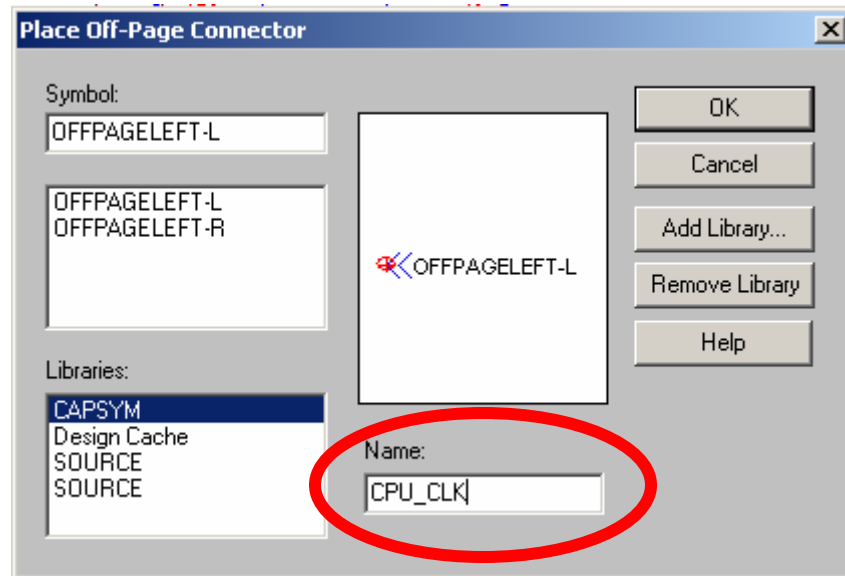 Place Off-Page Connector
Symbol:
OFFPAGELEFT-L
OFFPAGELEFT-L
OFFPAGELEFT-R
Libraries:
CAPSYM
Design Cache
SOURCE
SOURCE
OFFPAGELEFT-L
Name:
CPU_CLK
OK
Cancel
Add Library...
Remove Library
Help